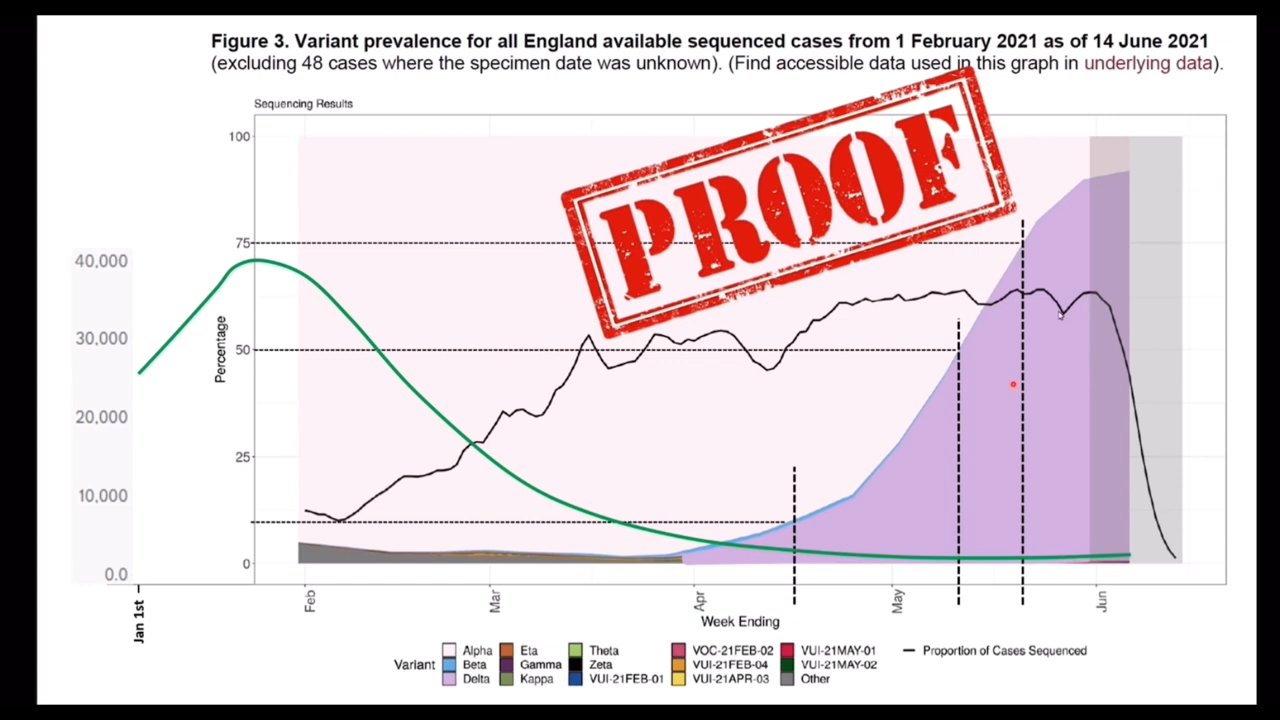 Figure 3. Variant prevalence for all England available sequenced cases from 1 February 2021 as of 14 June 2021
(excluding 48 cases where the specimen date was unknown). (Find accessible data used in this graph in underlying data).
Sequencing Results
PROOF
100
75
50
25
0
40,000
30,000
20,000
10,000
0.0
Percentage
Jan 1st
Feb
Mar
Apr
May
Jun
Week Ending
Variant
Alpha
Beta
Delta
Eta
Gamma
Kappa
Theta
Zeta
VUI-21FEB-01
VOC-21FEB-02
VUI-21FEB-04
VUI-21APR-03
VUI-21MAY-01
VUI-21MAY-02
Other
Proportion of Cases Sequenced